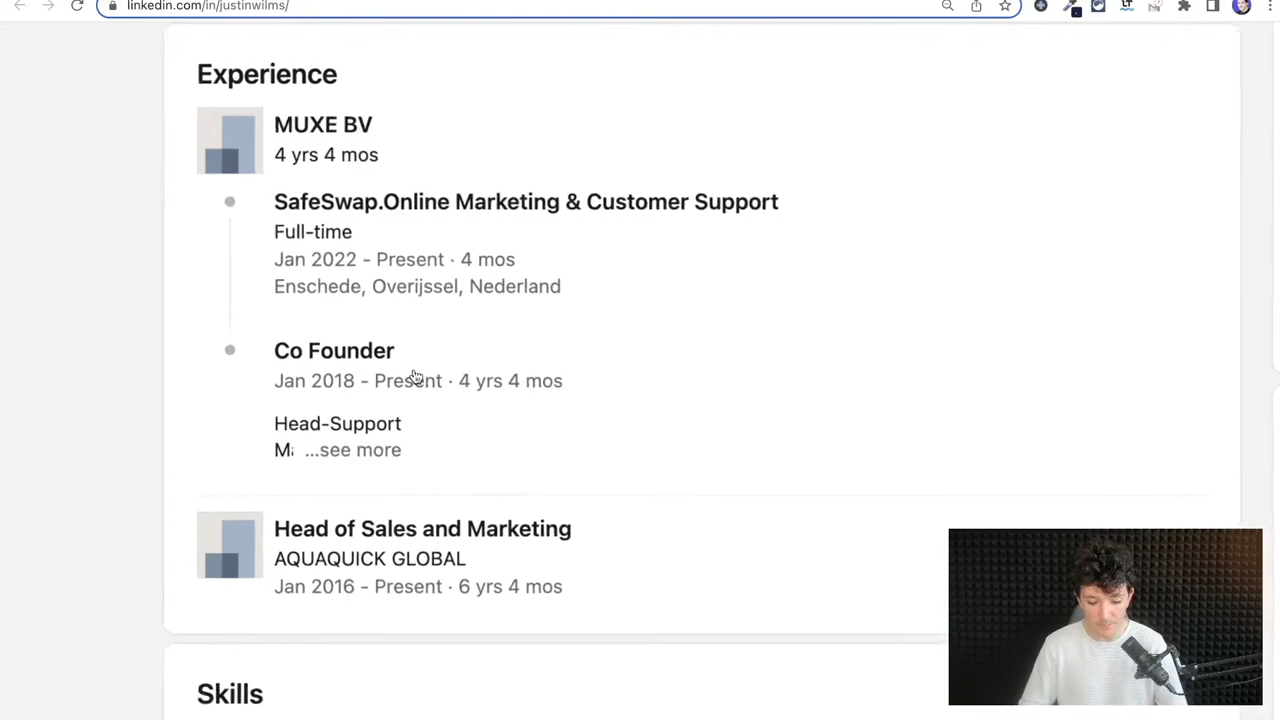 linkedin.com/in/justinwilms/
Experience
MUXE BV
4 yrs 4 mos
SafeSwap.Online Marketing & Customer Support
Full-time
Jan 2022 - Present · 4 mos
Enschede, Overijssel, Nederland
Co Founder
Jan 2018 - Present · 4 yrs 4 mos
Head-Support
...see more
Head of Sales and Marketing
AQUAQUICK GLOBAL
Jan 2016 - Present · 6 yrs 4 mos
Skills